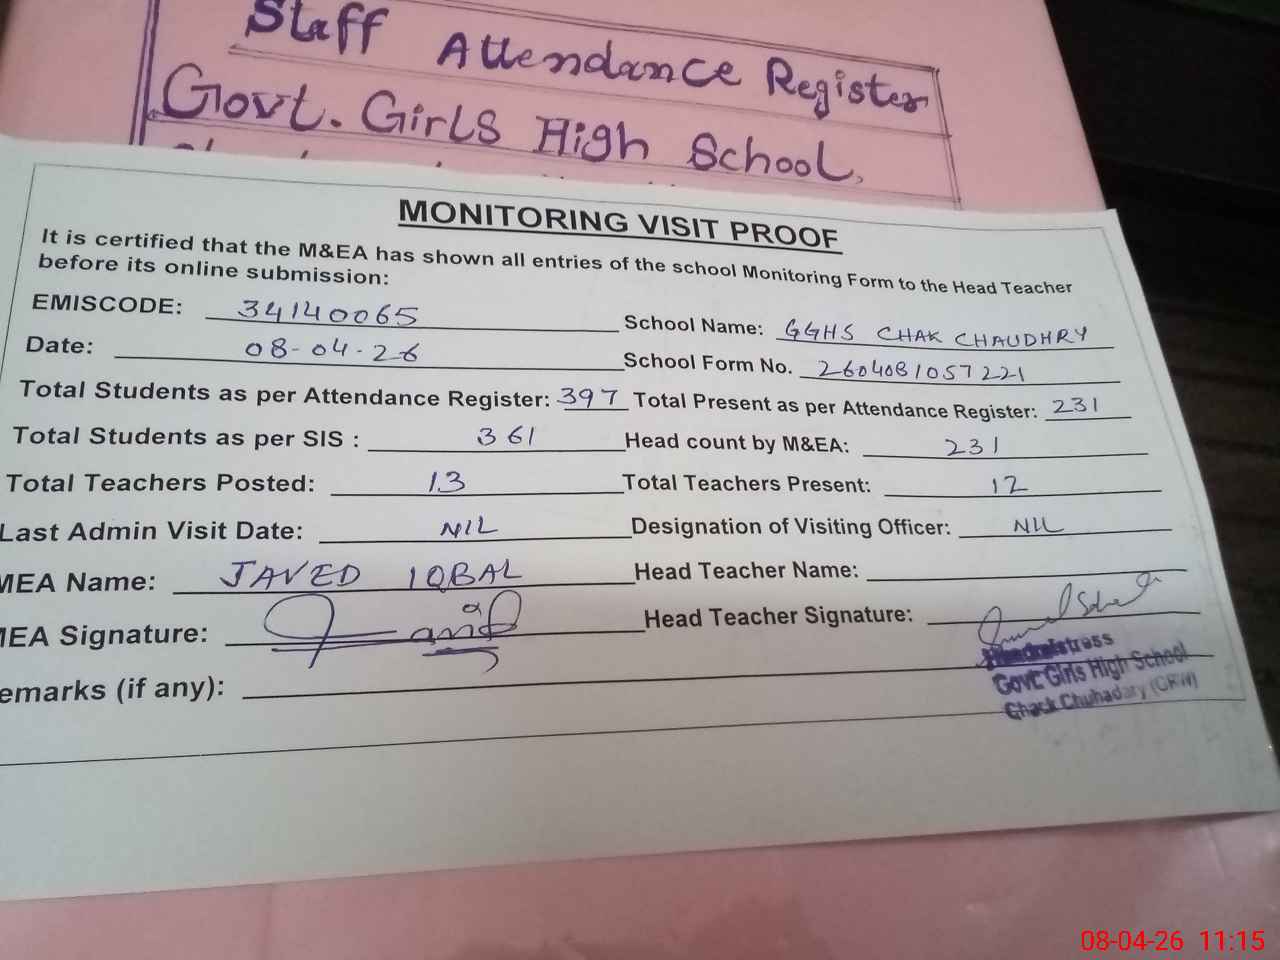 Staff Attendance Register
Govt. Girls High School,
MONITORING VISIT PROOF
It is certified that the M&EA has shown all entries of the school Monitoring Form to the Head Teacher
before its online submission:
EMISCODE: 34140065 School Name: GGHS CHAK CHAUDHRY
Date: 08-04-26 School Form No. 2604081057221
Total Students as per Attendance Register: 397 Total Present as per Attendance Register: 231
Total Students as per SIS : 361 Head count by M&EA: 231
Total Teachers Posted: 13 Total Teachers Present: 12
Last Admin Visit Date: NIL Designation of Visiting Officer: NIL
MEA Name: JAVED IQBAL Head Teacher Name:
MEA Signature: Head Teacher Signature:
emarks (if any):
Headmistress
Govt: Girls High School
Chack Chuhadary (GRW)
08-04-26 11:15